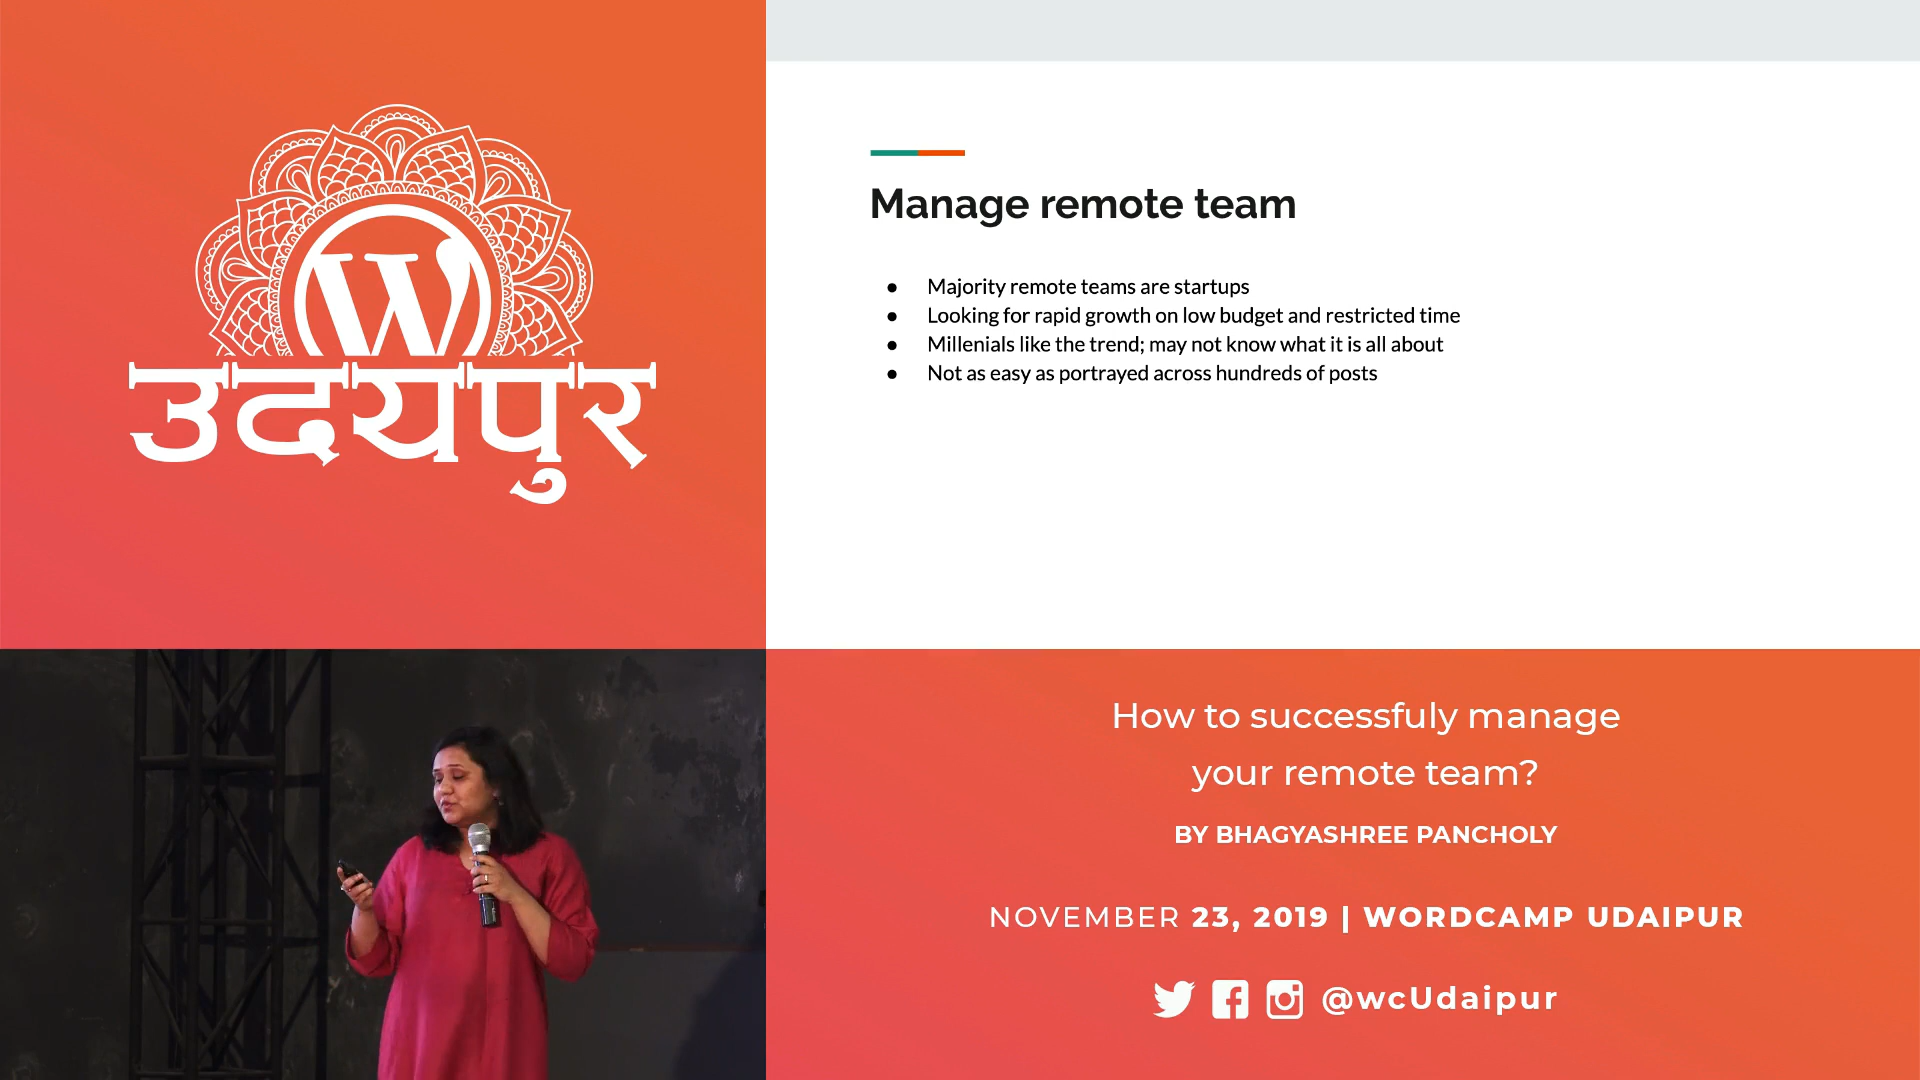 W
उदयपुर
Manage remote team
● Majority remote teams are startups
● Looking for rapid growth on low budget and restricted time
● Millenials like the trend; may not know what it is all about
● Not as easy as portrayed across hundreds of posts
How to successfuly manage
your remote team?
BY BHAGYASHREE PANCHOLY
NOVEMBER 23, 2019 | WORDCAMP UDAIPUR
@wcUdaipur